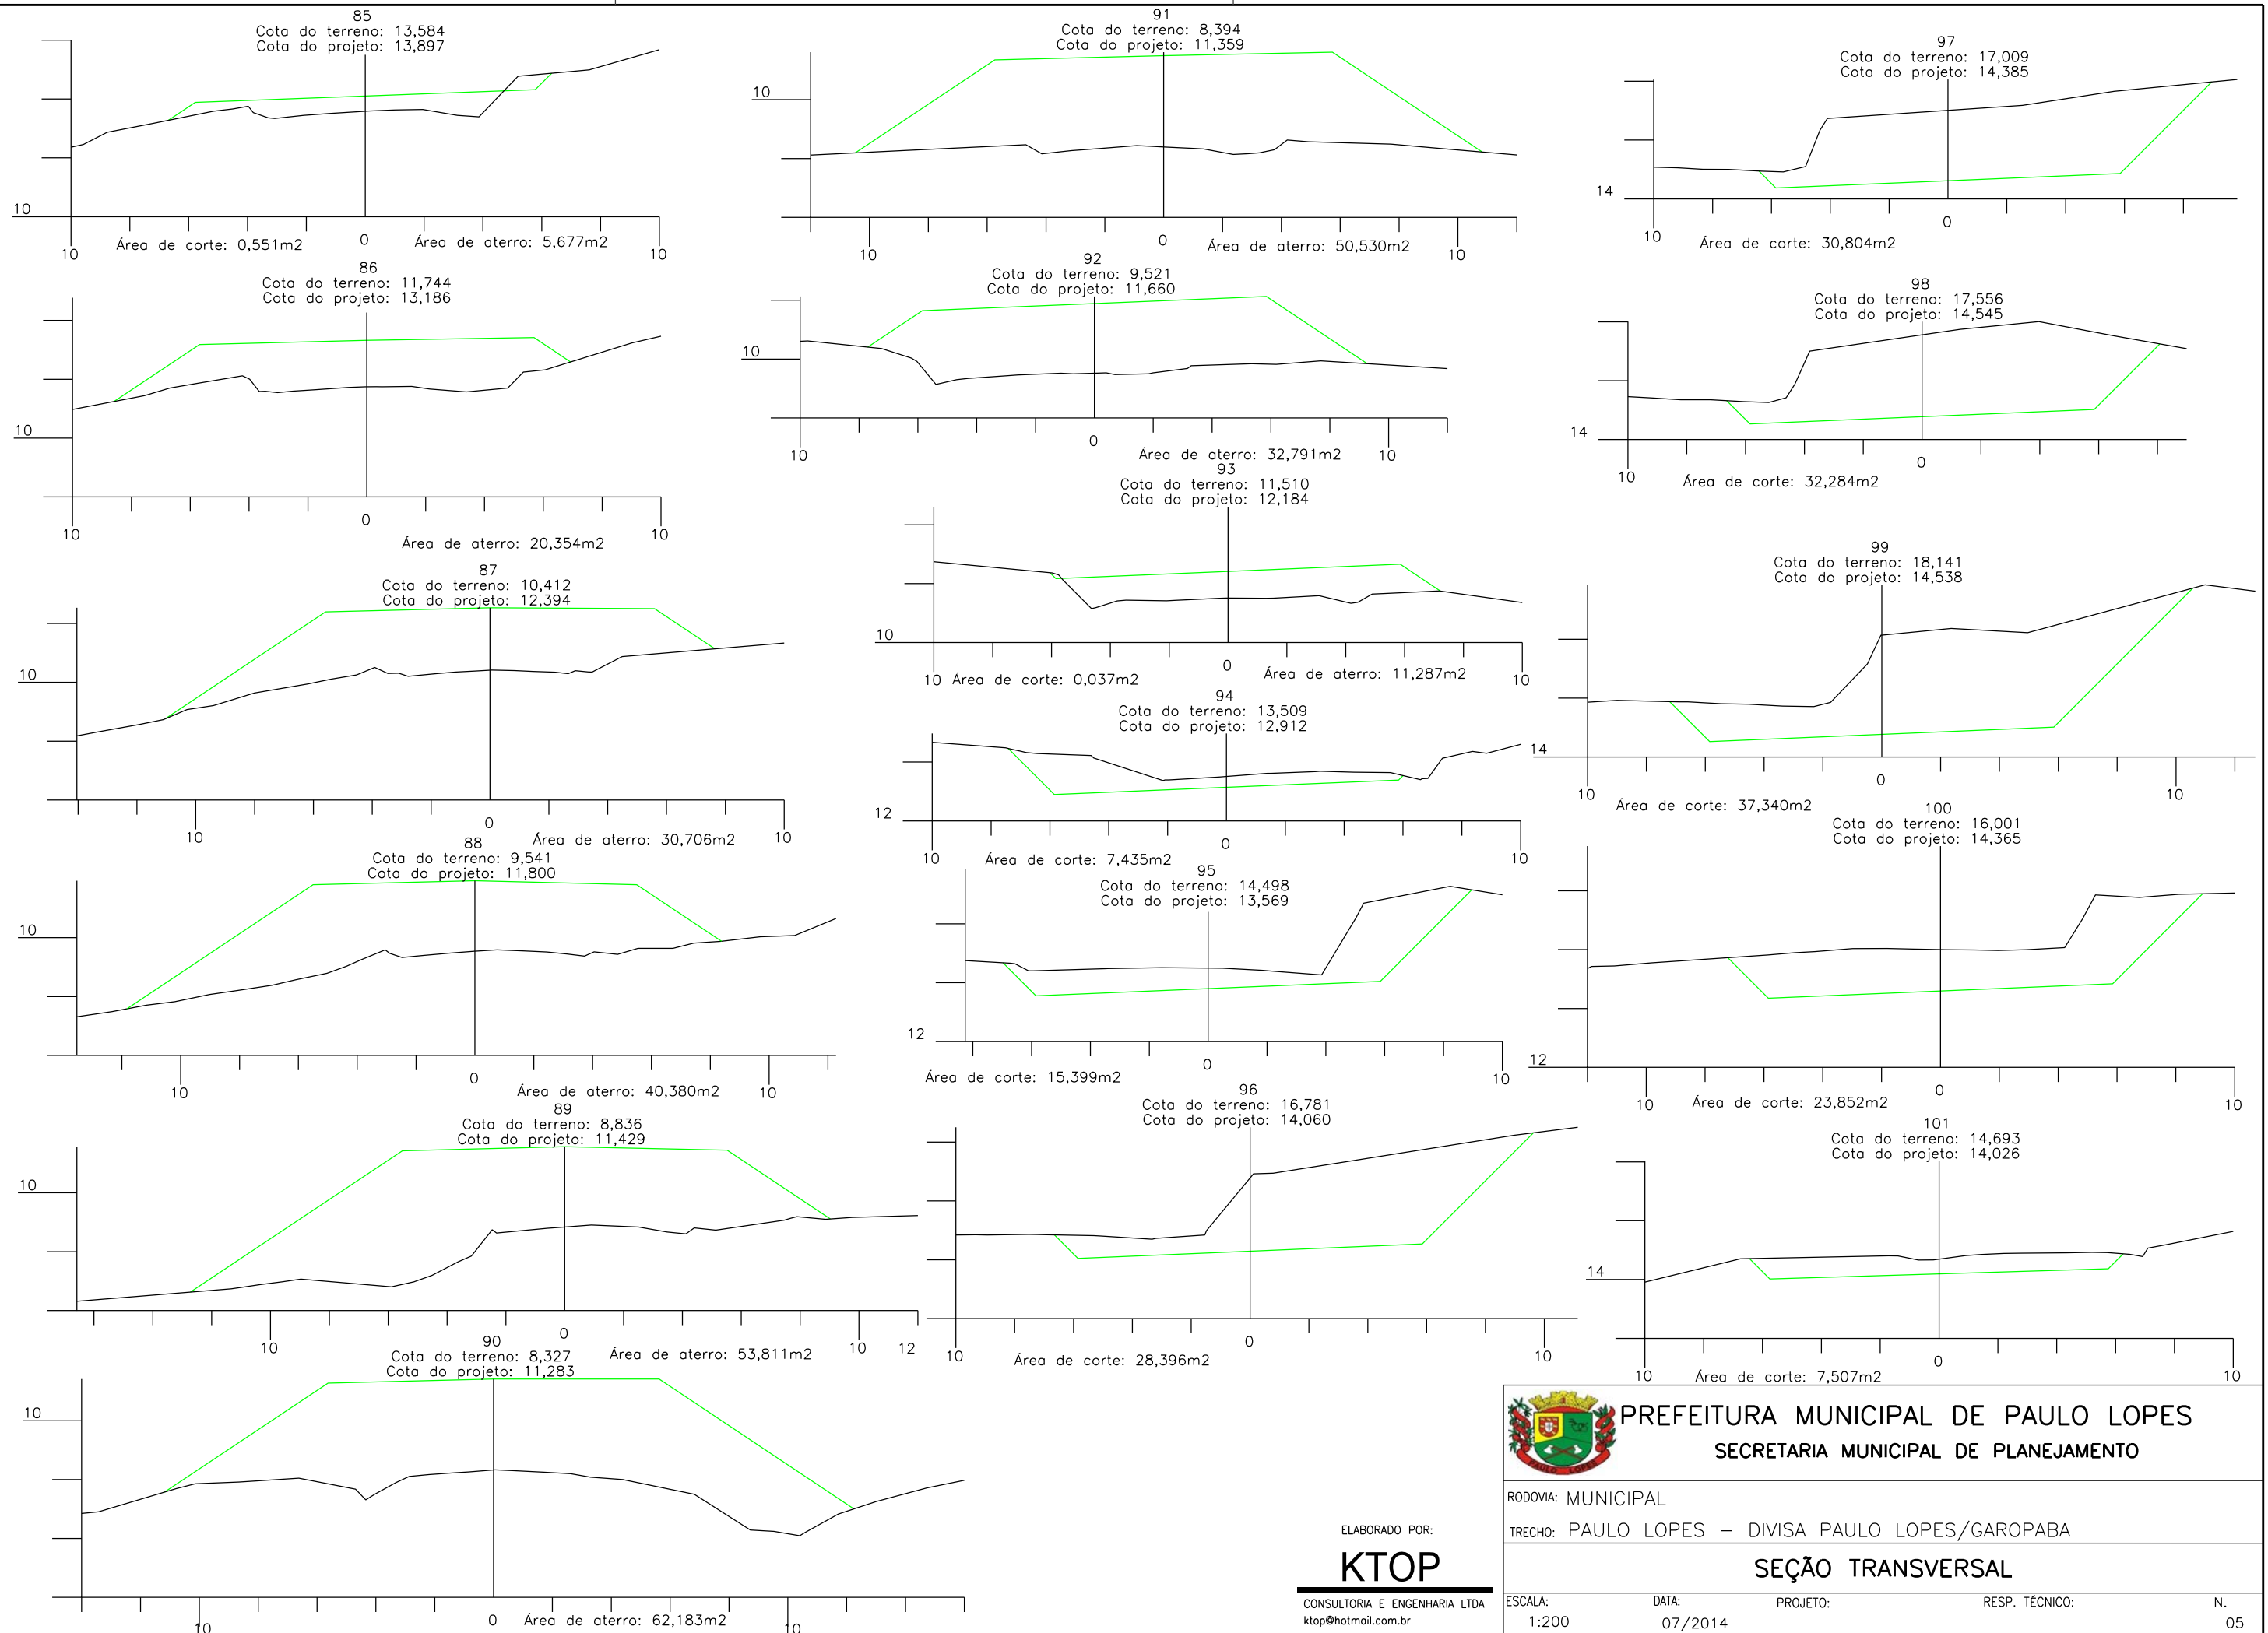 85
Cota do terreno: 13,584
Cota do projeto: 13,897
10
10
Área de corte: 0,551m2
0
Área de aterro: 5,677m2
10
86
Cota do terreno: 11,744
Cota do projeto: 13,186
10
10
0
10
Área de aterro: 20,354m2
87
Cota do terreno: 10,412
Cota do projeto: 12,394
10
10
0
Área de aterro: 30,706m2
10
88
Cota do terreno: 9,541
Cota do projeto: 11,800
10
10
0
Área de aterro: 40,380m2
10
89
Cota do terreno: 8,836
Cota do projeto: 11,429
10
10
0
Área de aterro: 53,811m2
10
12
90
Cota do terreno: 8,327
Cota do projeto: 11,283
10
10
0
Área de aterro: 62,183m2
10
91
Cota do terreno: 8,394
Cota do projeto: 11,359
10
10
0
Área de aterro: 50,530m2
10
92
Cota do terreno: 9,521
Cota do projeto: 11,660
10
10
0
Área de aterro: 32,791m2
10
93
Cota do terreno: 11,510
Cota do projeto: 12,184
10
10
Área de corte: 0,037m2
0
Área de aterro: 11,287m2
10
94
Cota do terreno: 13,509
Cota do projeto: 12,912
12
10
Área de corte: 7,435m2
0
10
95
Cota do terreno: 14,498
Cota do projeto: 13,569
12
Área de corte: 15,399m2
0
10
96
Cota do terreno: 16,781
Cota do projeto: 14,060
10
Área de corte: 28,396m2
0
10
97
Cota do terreno: 17,009
Cota do projeto: 14,385
14
10
Área de corte: 30,804m2
0
98
Cota do terreno: 17,556
Cota do projeto: 14,545
14
10
Área de corte: 32,284m2
0
99
Cota do terreno: 18,141
Cota do projeto: 14,538
14
10
Área de corte: 37,340m2
0
10
100
Cota do terreno: 16,001
Cota do projeto: 14,365
12
10
Área de corte: 23,852m2
0
10
101
Cota do terreno: 14,693
Cota do projeto: 14,026
14
10
Área de corte: 7,507m2
0
10
ELABORADO POR:
KTOP
CONSULTORIA E ENGENHARIA LTDA
ktop@hotmail.com.br
PAULO LOPES
PREFEITURA MUNICIPAL DE PAULO LOPES
SECRETARIA MUNICIPAL DE PLANEJAMENTO
RODOVIA: MUNICIPAL
TRECHO: PAULO LOPES – DIVISA PAULO LOPES/GAROPABA
SEÇÃO TRANSVERSAL
ESCALA: DATA: PROJETO: RESP. TÉCNICO: N.
1:200 07/2014 05